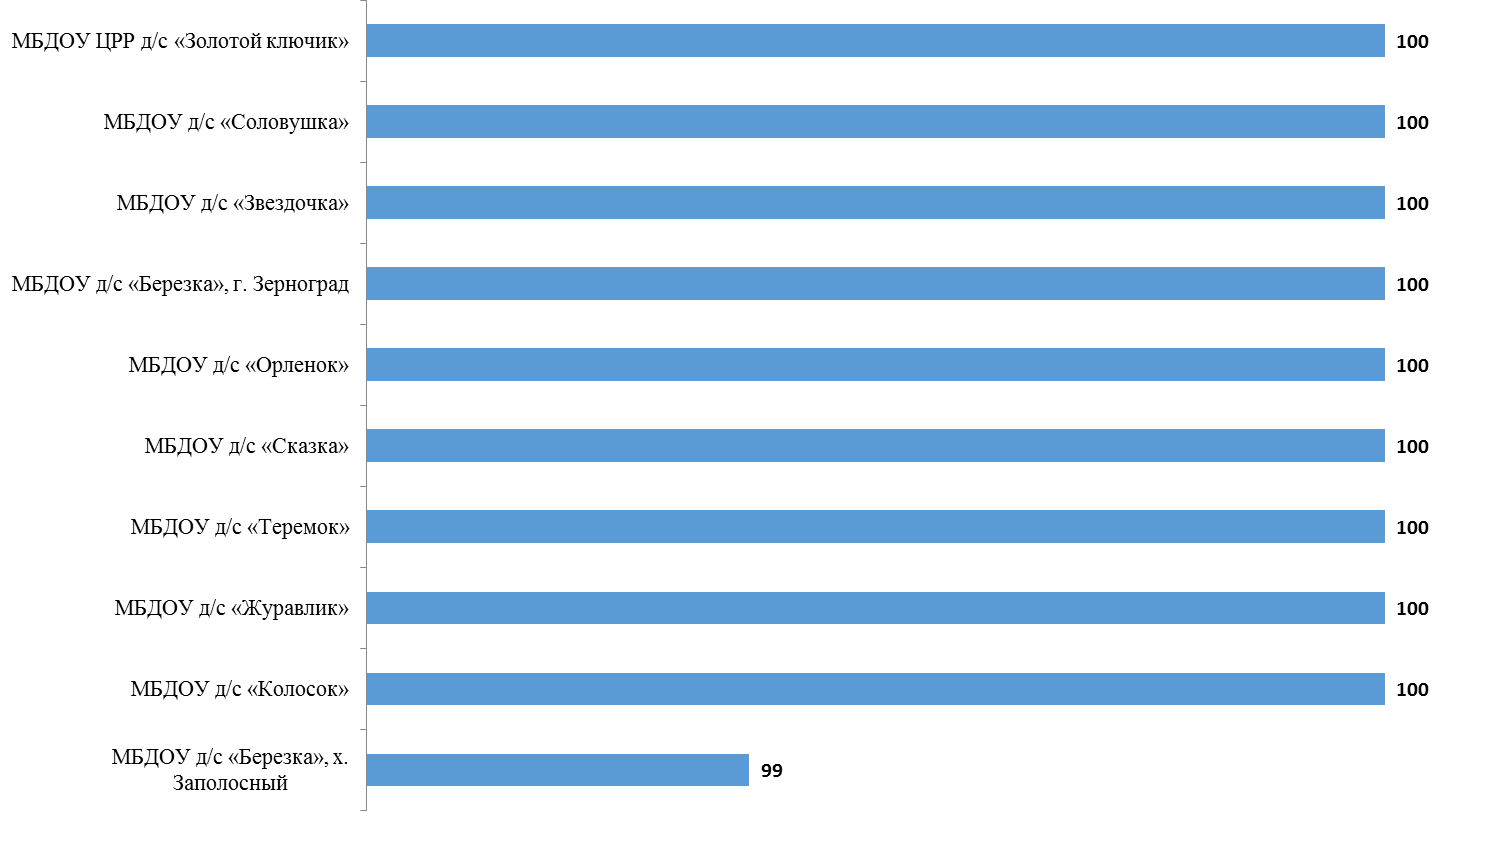 МБДОУ ЦРР д/с «Золотой ключик» 100
МБДОУ д/с «Соловушка» 100
МБДОУ д/с «Звездочка» 100
МБДОУ д/с «Березка», г. Зерноград 100
МБДОУ д/с «Орленок» 100
МБДОУ д/с «Сказка» 100
МБДОУ д/с «Теремок» 100
МБДОУ д/с «Журавлик» 100
МБДОУ д/с «Колосок» 100
МБДОУ д/с «Березка», х.
Заполосный
99